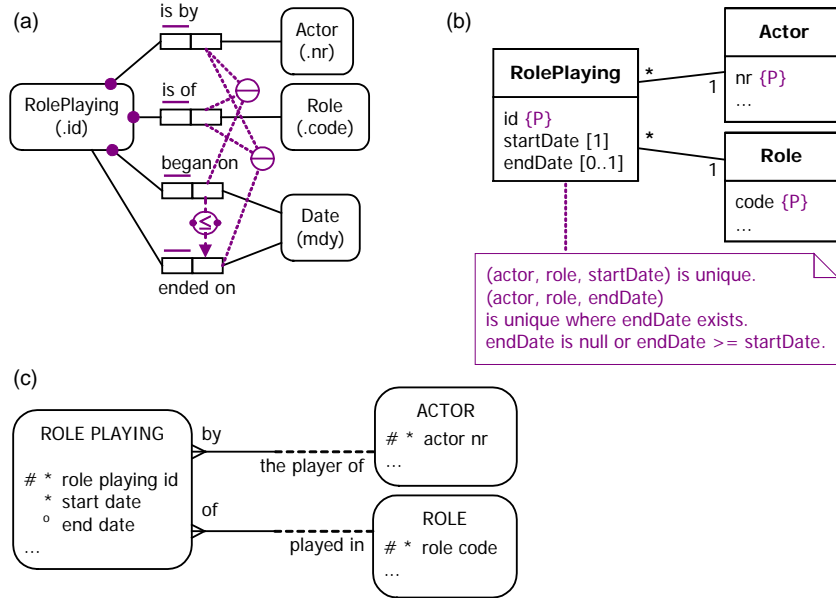 (a)
is by
Actor
(.nr)
RolePlaying
(.id)
is of
Role
(.code)
began on
≤
Date
(mdy)
ended on
(b)
RolePlaying
id {P}
startDate [1]
endDate [0..1]
*
1
*
1
Actor
nr {P}
...
Role
code {P}
...
(actor, role, startDate) is unique.
(actor, role, endDate)
is unique where endDate exists.
endDate is null or endDate >= startDate.
(c)
ROLE PLAYING
# * role playing id
* start date
o end date
...
by
the player of
of
played in
ACTOR
# * actor nr
...
ROLE
# * role code
...